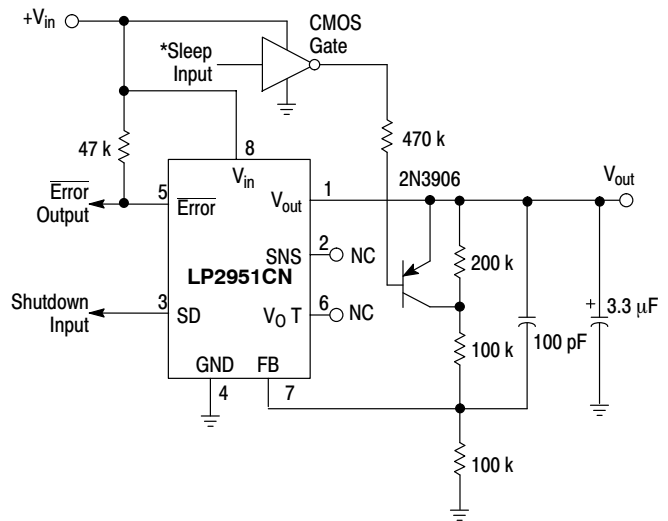 +Vin
*Sleep
Input
CMOS
Gate
47 k
470 k
8
Vin
Error
Output
5
Error
Vout
1
2N3906
Vout
SNS
2
NC
200 k
LP2951CN
Shutdown
Input
3
SD
VO T
6
NC
100 k
100 pF
+
3.3 µF
GND
FB
4
7
100 k